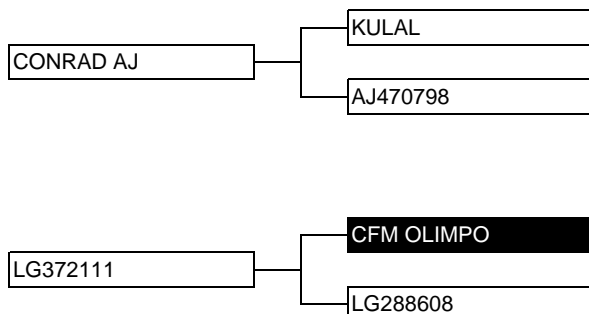 KULAL
CONRAD AJ
AJ470798
CFM OLIMPO
LG372111
LG288608